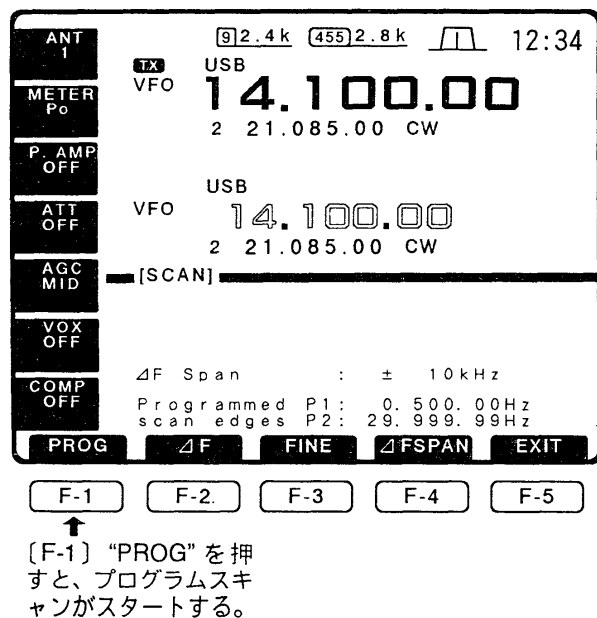 ANT
1
9 2.4k 455 2.8k 12:34
TX USB
VFO 14.100.00
2 21.085.00 CW
METER
Po
P. AMP
OFF
USB
VFO 14.100.00
2 21.085.00 CW
ATT
OFF
AGC
MID
[SCAN]
VOX
OFF
COMP
OFF
⊿F Span : ± 10kHz
Programmed P1: 0. 500. 00Hz
scan edges P2: 29. 999. 99Hz
PROG ⊿F FINE ⊿FSPAN EXIT
F-1 F-2. F-3 F-4 F-5
〔F-1〕 “PROG” を押
すと、プログラムスキ
ャンがスタートする。